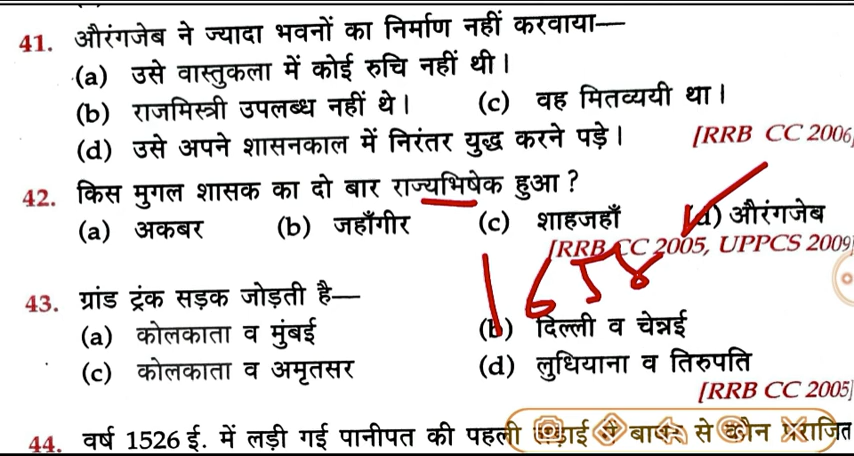 41. औरंगजेब ने ज्यादा भवनों का निर्माण नहीं करवाया—
(a) उसे वास्तुकला में कोई रुचि नहीं थी।
(b) राजमिस्त्री उपलब्ध नहीं थे। (c) वह मितव्ययी था।
(d) उसे अपने शासनकाल में निरंतर युद्ध करने पड़े। [RRB CC 2006]
42. किस मुगल शासक का दो बार राज्यभिषेक हुआ?
(a) अकबर (b) जहाँगीर (c) शाहजहाँ (d) औरंगजेब
[RRB CC 2005, UPPCS 2009]
1658
43. ग्रांड ट्रंक सड़क जोड़ती है—
(a) कोलकाता व मुंबई (b) दिल्ली व चेन्नई
(c) कोलकाता व अमृतसर (d) लुधियाना व तिरुपति
[RRB CC 2005]
44. वर्ष 1526 ई. में लड़ी गई पानीपत की पहली लड़ाई में बाबर से कौन पराजित